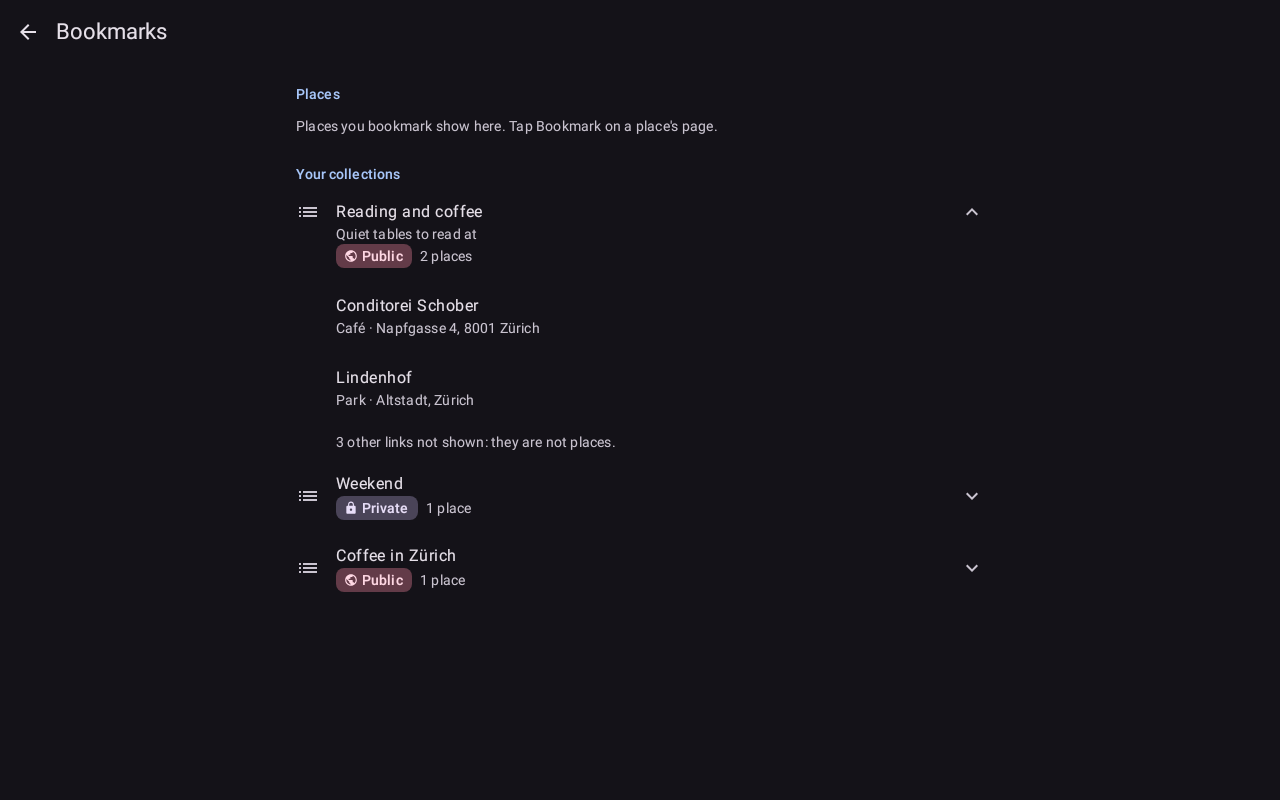 Bookmarks
Places
Places you bookmark show here. Tap Bookmark on a place's page.
Your collections
Reading and coffee
Quiet tables to read at
Public 2 places
Conditorei Schober
Café · Napfgasse 4, 8001 Zürich
Lindenhof
Park · Altstadt, Zürich
3 other links not shown: they are not places.
Weekend
Private 1 place
Coffee in Zürich
Public 1 place